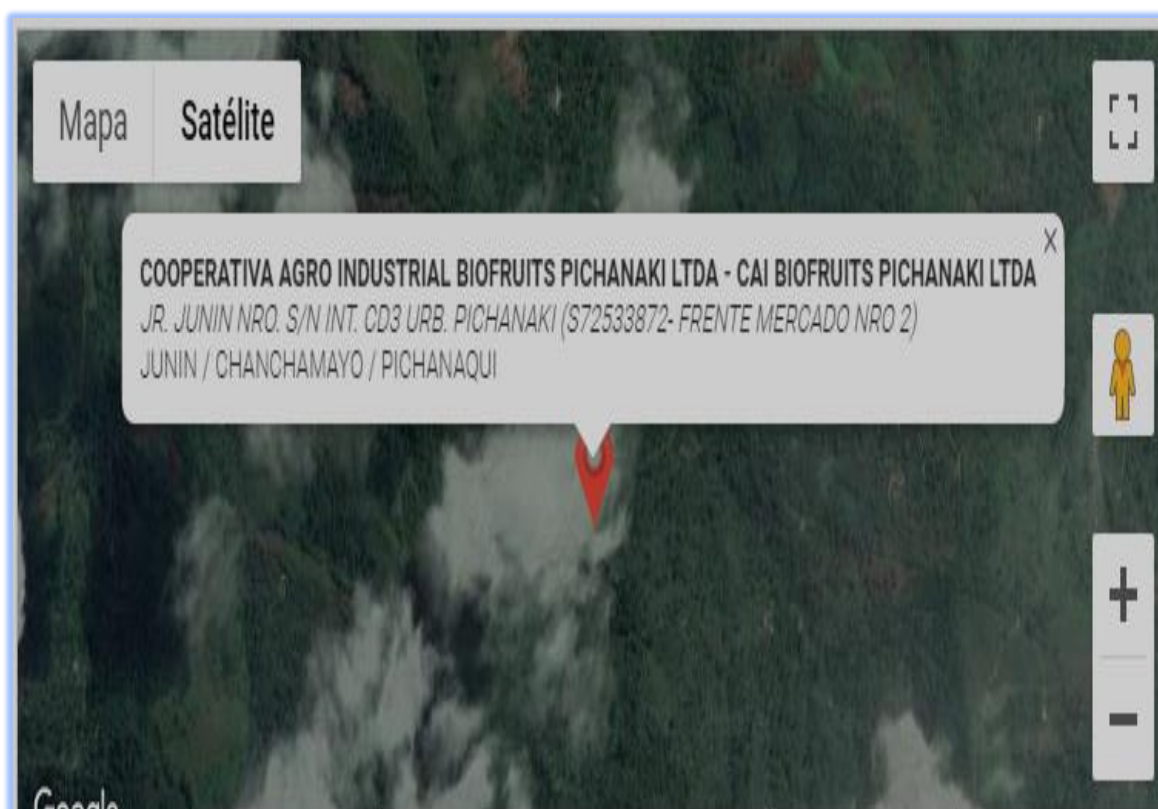 Mapa
Satélite
COOPERATIVA AGRO INDUSTRIAL BIOFRUITS PICHANAKI LTDA - CAI BIOFRUITS PICHANAKI LTDA
JR. JUNIN NRO. S/N INT. CD3 URB. PICHANAKI (S72533872- FRENTE MERCADO NRO 2)
JUNIN / CHANCHAMAYO / PICHANAQUI
Google